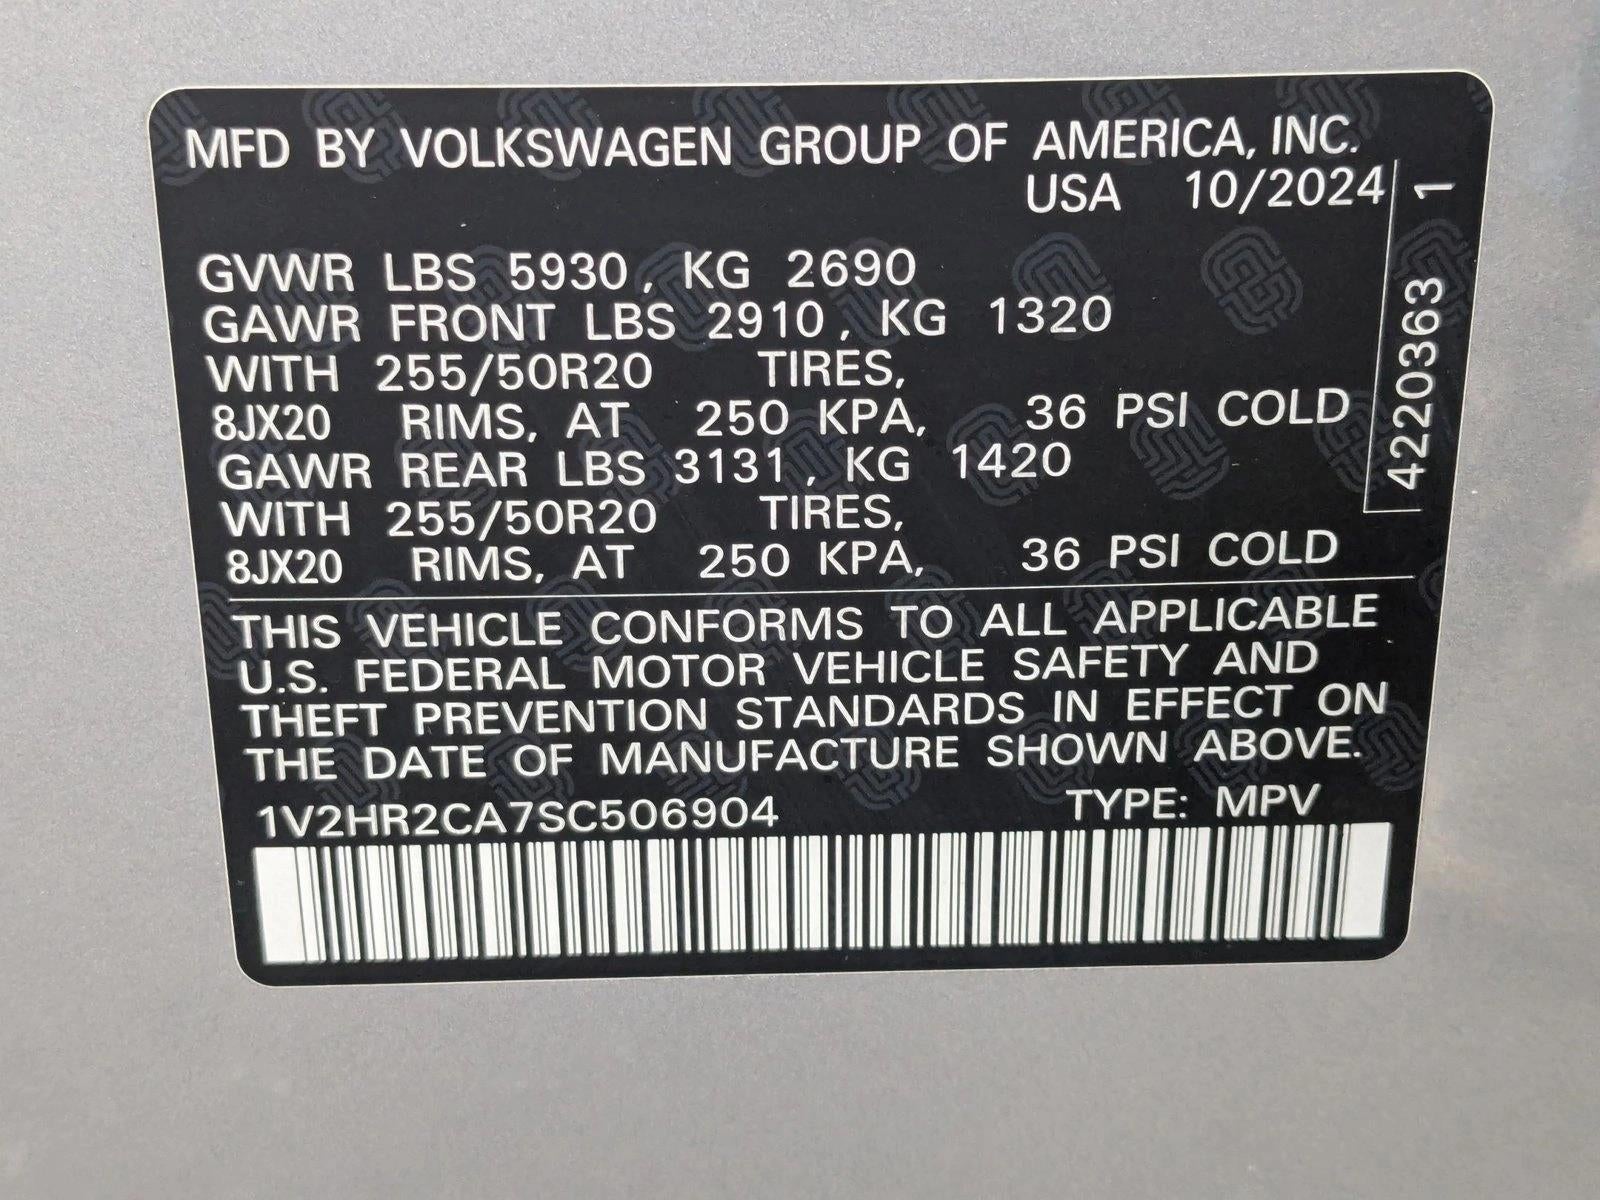 MFD BY VOLKSWAGEN GROUP OF AMERICA, INC.
USA 10/2024
GVWR LBS 5930, KG 2690
GAWR FRONT LBS 2910, KG 1320
WITH 255/50R20 TIRES,
8JX20 RIMS, AT 250 KPA, 36 PSI COLD
GAWR REAR LBS 3131, KG 1420
WITH 255/50R20 TIRES,
8JX20 RIMS, AT 250 KPA, 36 PSI COLD
4220363 1
THIS VEHICLE CONFORMS TO ALL APPLICABLE
U.S. FEDERAL MOTOR VEHICLE SAFETY AND
THEFT PREVENTION STANDARDS IN EFFECT ON
THE DATE OF MANUFACTURE SHOWN ABOVE.
1V2HR2CA7SC506904 TYPE: MPV